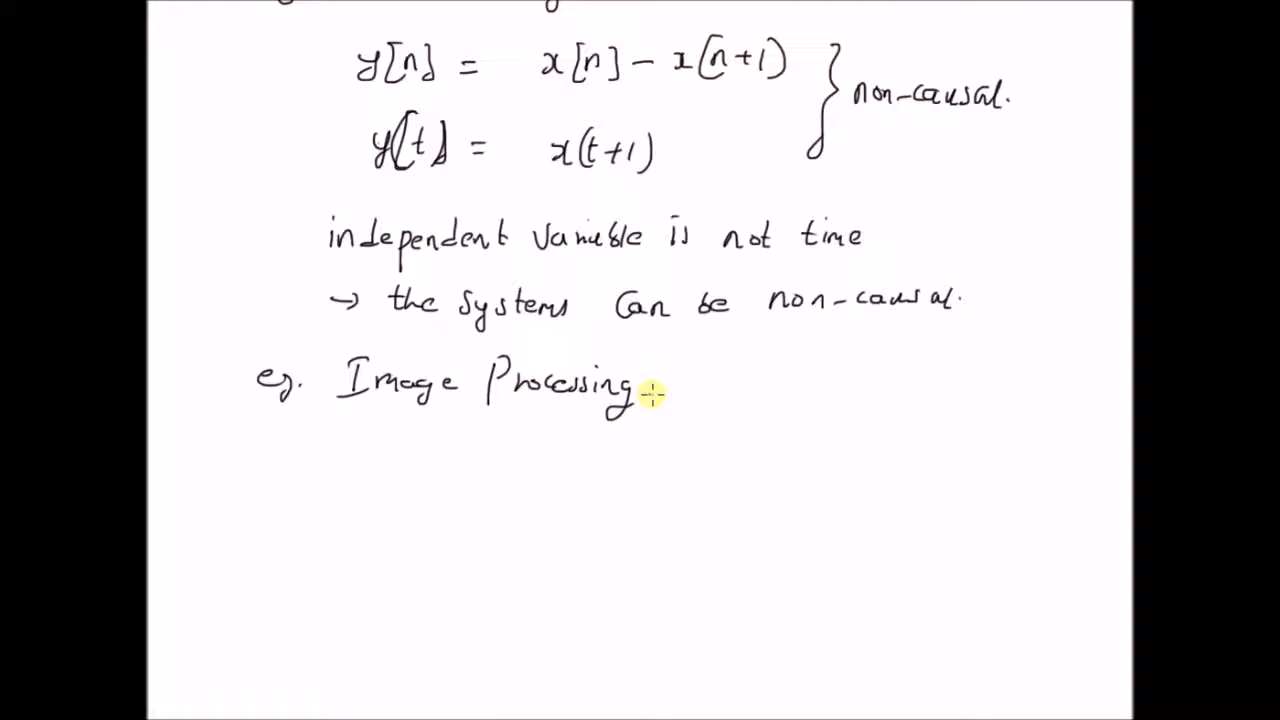 y[n] = x[n] - x[n+1) } non-causal.
y[t) = x(t+1)
independent variable is not time
→ the systems can be non-causal.
eg. Image Processing